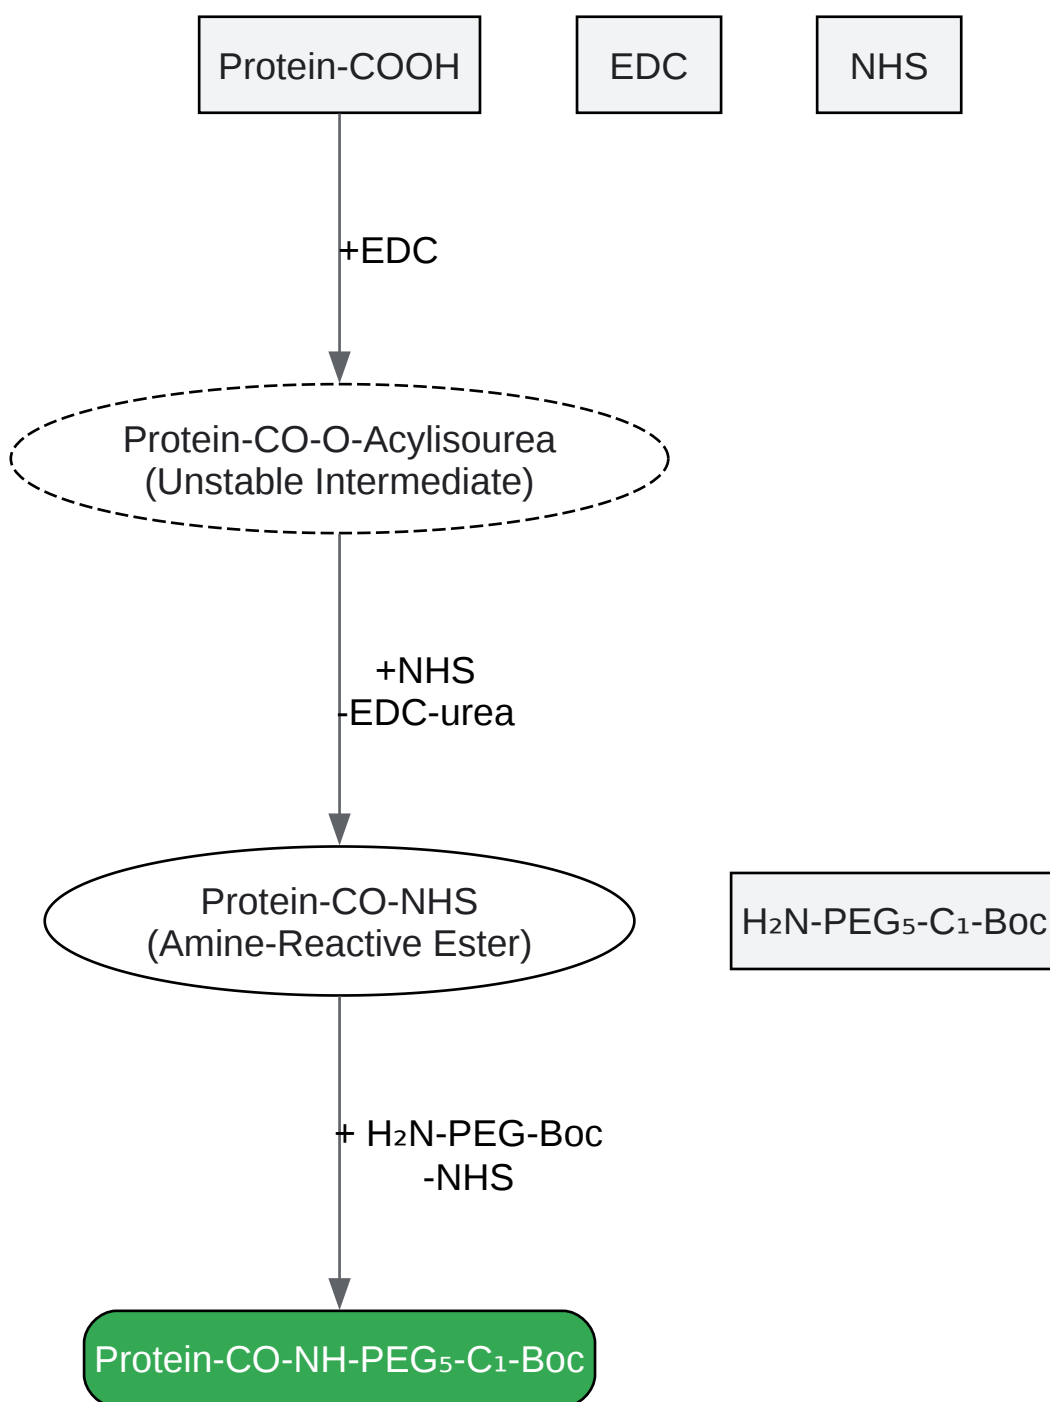 Protein-COOH
EDC
NHS
+EDC
Protein-CO-O-Acylisourea
(Unstable Intermediate)
+NHS
-EDC-urea
Protein-CO-NHS
(Amine-Reactive Ester)
H₂N-PEG₅-C₁-Boc
+ H₂N-PEG-Boc
-NHS
Protein-CO-NH-PEG₅-C₁-Boc